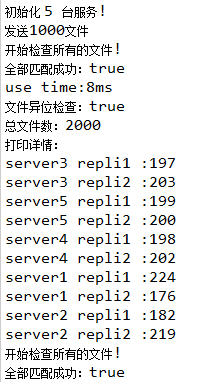 初始化5 台服务！
发送1000文件
开始检查所有的文件！
全部匹配成功：true
use time:8ms
文件异位检查：true
总文件数：2000
打印详情：
server3 repli1 :197
server3 repli2 :203
server5 repli1 :199
server5 repli2 :200
server4 repli1 :198
server4 repli2 :202
server1 repli1 :224
server1 repli2 :176
server2 repli1 :182
server2 repli2 :219
开始检查所有的文件！
全部匹配成功：true